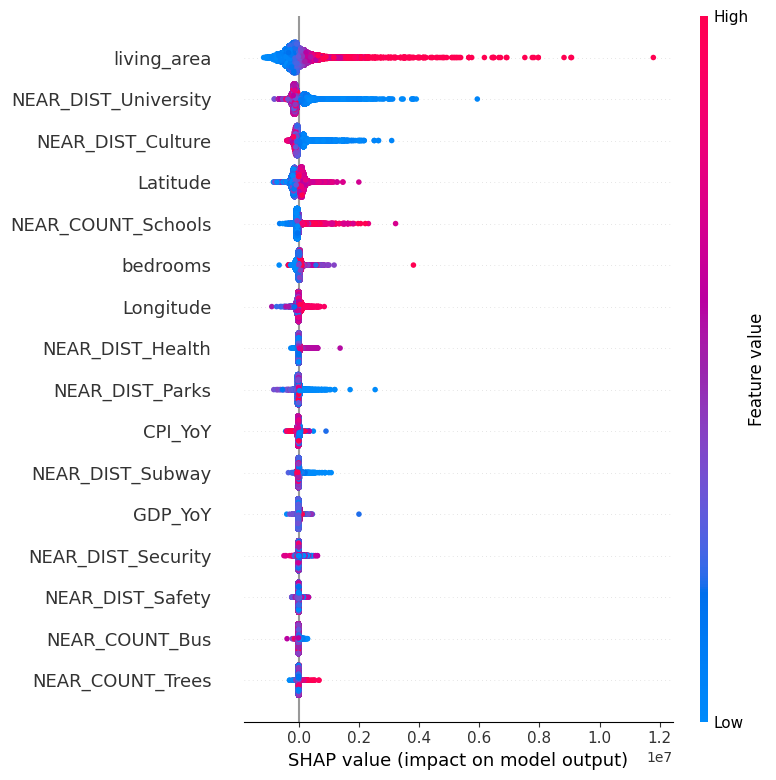 High
living_area
NEAR_DIST_University
NEAR_DIST_Culture
Latitude
NEAR_COUNT_Schools
bedrooms
Longitude
NEAR_DIST_Health
NEAR_DIST_Parks
CPI_YoY
NEAR_DIST_Subway
GDP_YoY
NEAR_DIST_Security
NEAR_DIST_Safety
NEAR_COUNT_Bus
NEAR_COUNT_Trees
Feature value
Low
0.0 0.2 0.4 0.6 0.8 1.0 1.2
1e7
SHAP value (impact on model output)